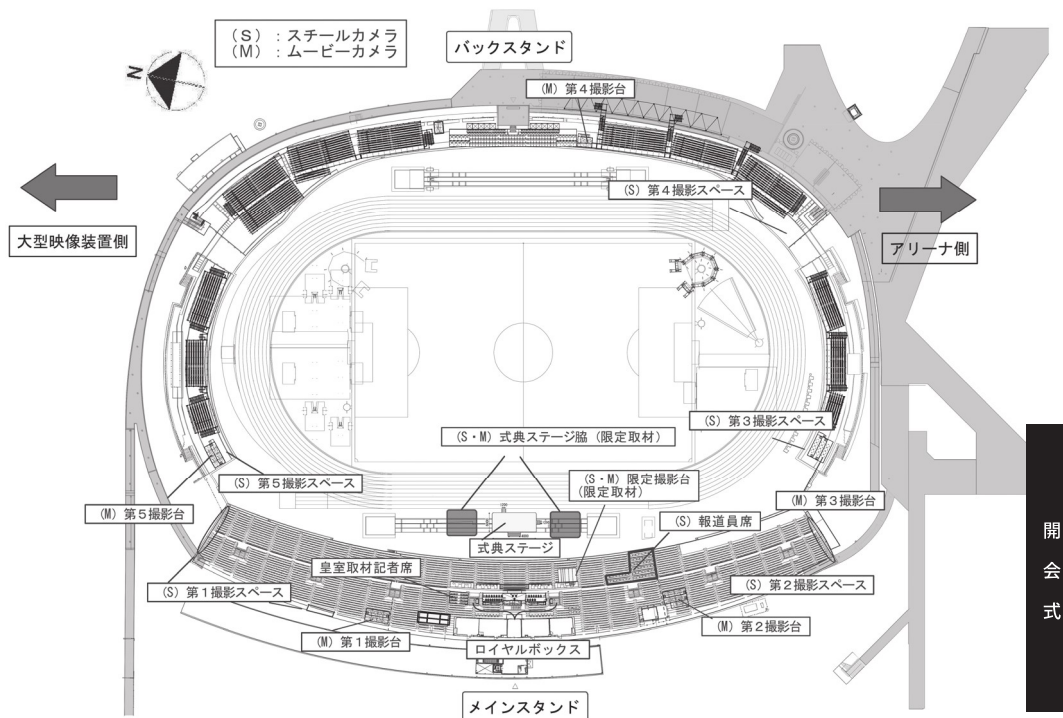 (S):スチールカメラ
(M):ムービーカメラ
N
バックスタンド
(M) 第4撮影台
(S) 第4撮影スペース
大型映像装置側
アリーナ側
(S) 第3撮影スペース
(S・M) 式典ステージ脇(限定取材)
(S・M) 限定撮影台
(限定取材)
(S) 第5撮影スペース
(M) 第5撮影台
(M) 第3撮影台
(S) 報道員席
式典ステージ
皇室取材記者席
(S) 第1撮影スペース
(S) 第2撮影スペース
(M) 第1撮影台
(M) 第2撮影台
ロイヤルボックス
メインスタンド
開会式